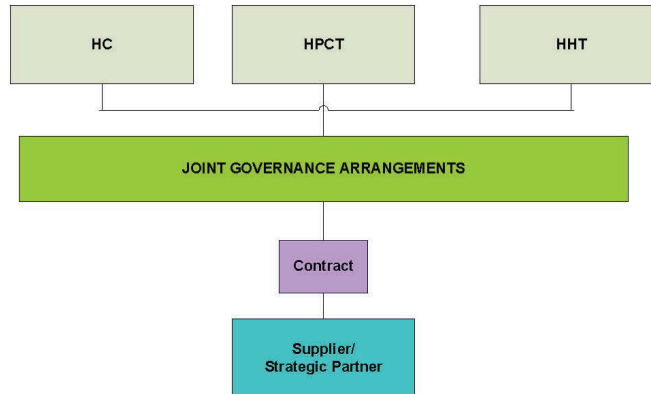 HC
HPCT
HHT
JOINT GOVERNANCE ARRANGEMENTS
Contract
Supplier/
Strategic Partner